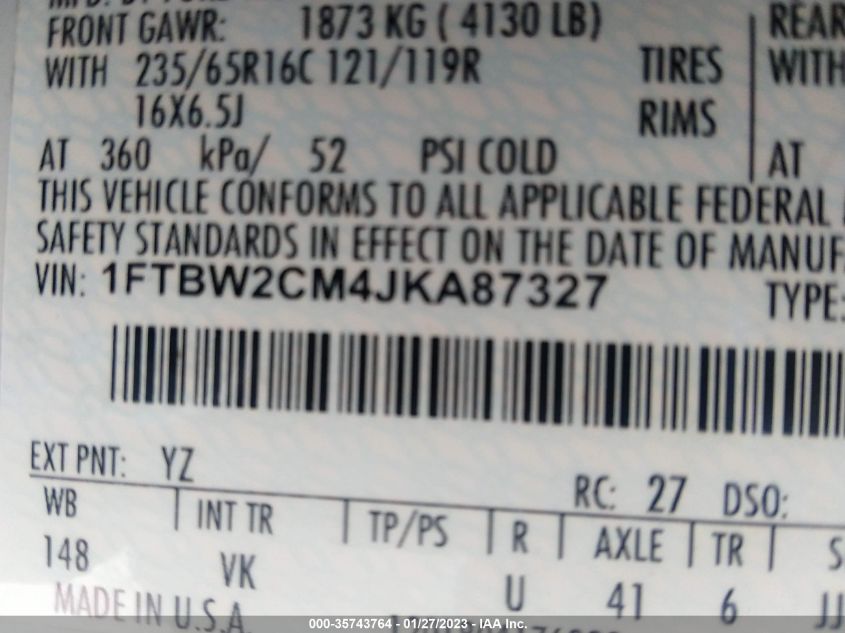 FRONT GAWR: 1873 KG ( 4130 LB) REAR
WITH 235/65R16C 121/119R TIRES WITH
16X6.5J RIMS
AT 360 kPa/ 52 PSI COLD AT
THIS VEHICLE CONFORMS TO ALL APPLICABLE FEDERAL
SAFETY STANDARDS IN EFFECT ON THE DATE OF MANUF
VIN: 1FTBW2CM4JKA87327 TYPE:
EXT PNT: YZ RC: 27 DSO:
WB INT TR TP/PS R AXLE TR S
148 VK U 41 6 JJ
MADE IN U.S.A.
000-35743764 - 01/27/2023 - IAA Inc.